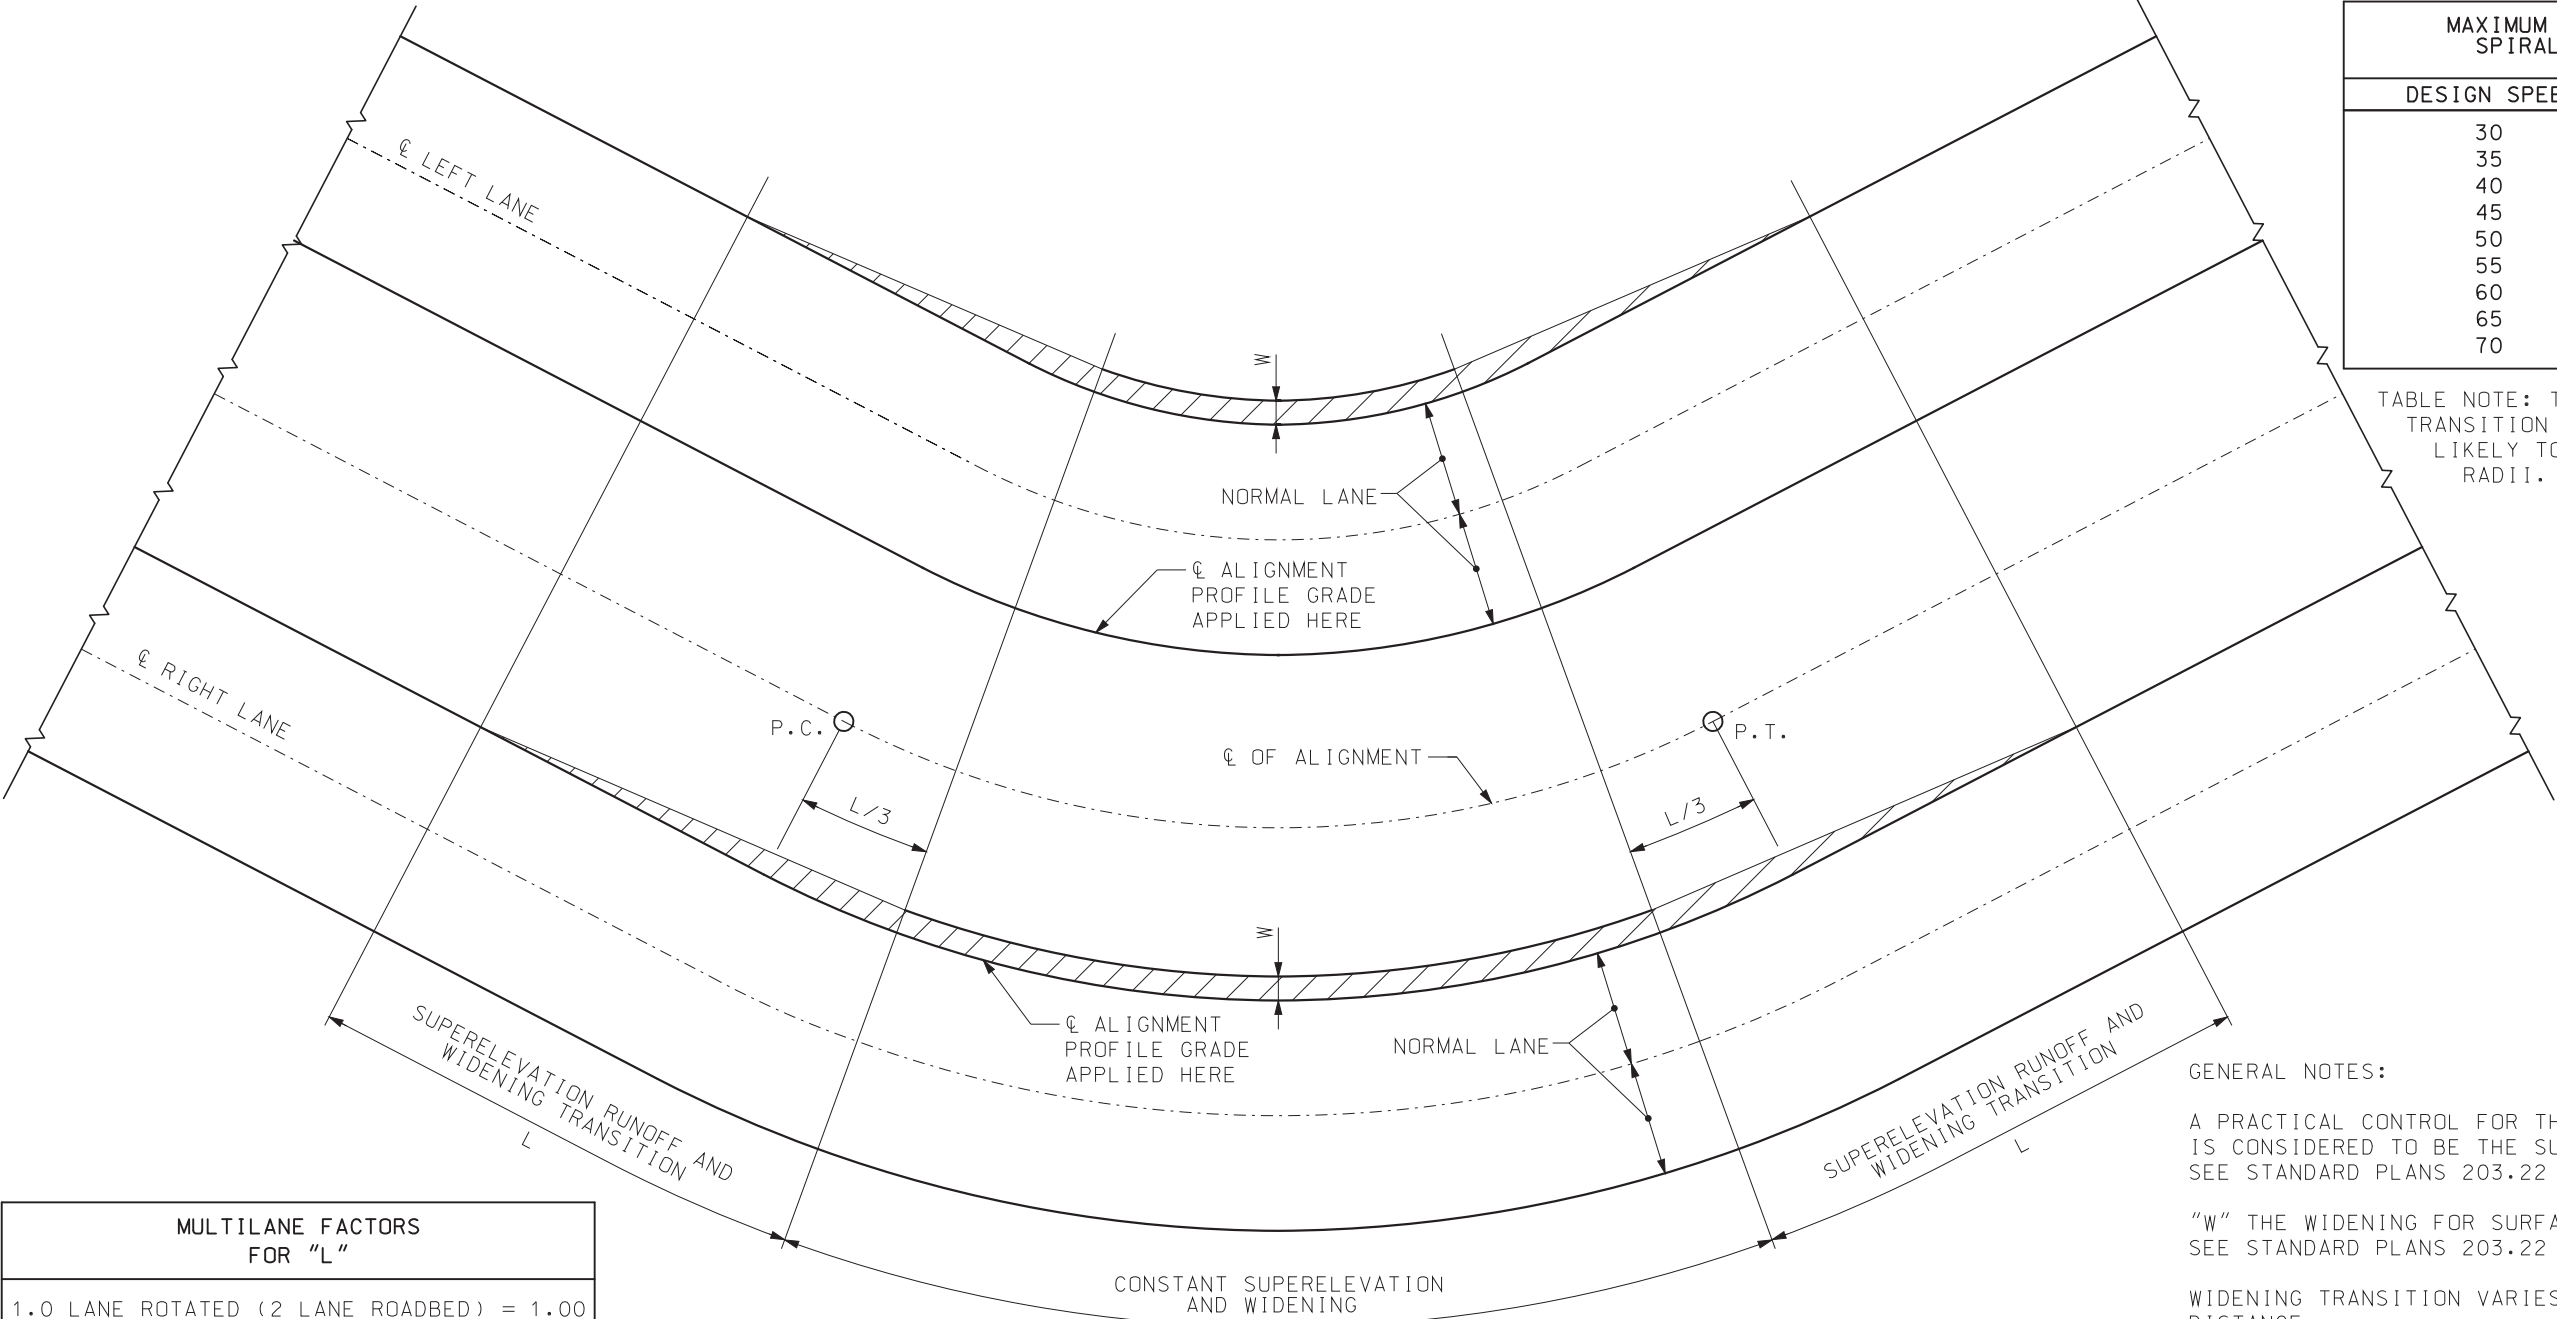 MAXIMUM
SPIRAL
DESIGN SPEE
30
35
40
45
50
55
60
65
70
TABLE NOTE: T
TRANSITION
LIKELY TO
RADII.
℄ LEFT LANE
W
NORMAL LANE
℄ ALIGNMENT
PROFILE GRADE
APPLIED HERE
℄ RIGHT LANE
P.C.
P.T.
℄ OF ALIGNMENT
L/3
L/3
W
℄ ALIGNMENT
PROFILE GRADE
APPLIED HERE
NORMAL LANE
SUPERELEVATION RUNOFF AND
WIDENING TRANSITION
L
SUPERELEVATION RUNOFF AND
WIDENING TRANSITION
L
CONSTANT SUPERELEVATION
AND WIDENING
MULTILANE FACTORS
FOR "L"
1.0 LANE ROTATED (2 LANE ROADBED) = 1.00
GENERAL NOTES:
A PRACTICAL CONTROL FOR TH
IS CONSIDERED TO BE THE SU
SEE STANDARD PLANS 203.22
"W" THE WIDENING FOR SURFA
SEE STANDARD PLANS 203.22
WIDENING TRANSITION VARIES